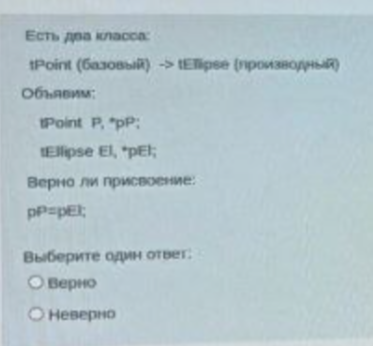 Есть два класса:
tPoint (базовый) -> tEllipse (производный)
Объявим:
tPoint P, *pP;
tEllipse El, *pEl;
Верно ли присвоение:
pP=pEl;
Выберите один ответ:
Верно
Неверно